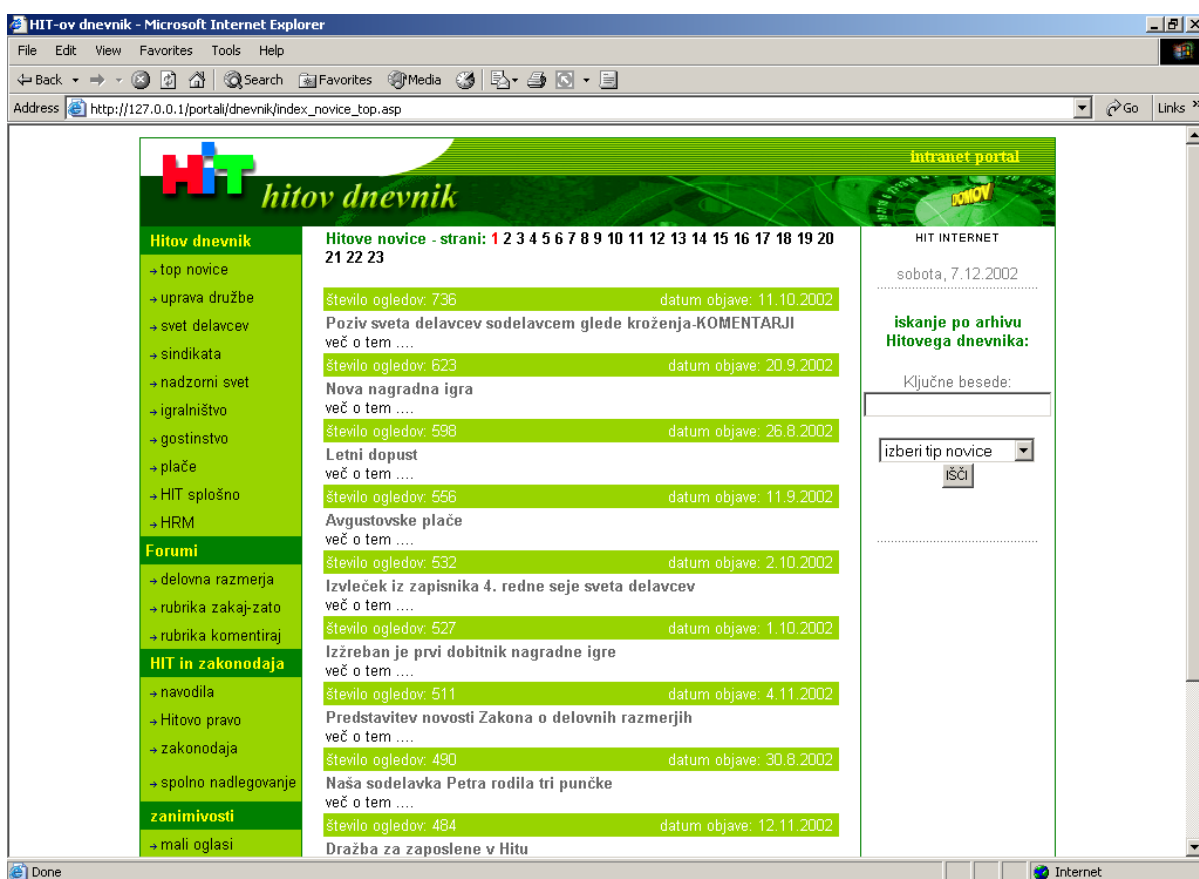 HIT-ov dnevnik - Microsoft Internet Explorer
File Edit View Favorites Tools Help
Back Search Favorites Media
Address http://127.0.0.1/portali/dnevnik/index_novice_top.asp Go Links »
HiT
hitov dnevnik
intranet portal
DOMOV
Hitov dnevnik
→ top novice
→ uprava družbe
→ svet delavcev
→ sindikata
→ nadzorni svet
→ igralništvo
→ gostinstvo
→ plače
→ HIT splošno
→ HRM
Forumi
→ delovna razmerja
→ rubrika zakaj-zato
→ rubrika komentiraj
HIT in zakonodaja
→ navodila
→ Hitovo pravo
→ zakonodaja
→ spolno nadlegovanje
zanimivosti
→ mali oglasi
Hitove novice - strani: 1 2 3 4 5 6 7 8 9 10 11 12 13 14 15 16 17 18 19 20
21 22 23
število ogledov: 736 datum objave: 11.10.2002
Poziv sveta delavcev sodelavcem glede kroženja-KOMENTARJI
več o tem ....
število ogledov: 623 datum objave: 20.9.2002
Nova nagradna igra
več o tem ....
število ogledov: 598 datum objave: 26.8.2002
Letni dopust
več o tem ....
število ogledov: 556 datum objave: 11.9.2002
Avgustovske plače
več o tem ....
število ogledov: 532 datum objave: 2.10.2002
Izvleček iz zapisnika 4. redne seje sveta delavcev
več o tem ....
število ogledov: 527 datum objave: 1.10.2002
Izžreban je prvi dobitnik nagradne igre
več o tem ....
število ogledov: 511 datum objave: 4.11.2002
Predstavitev novosti Zakona o delovnih razmerjih
več o tem ....
število ogledov: 490 datum objave: 30.8.2002
Naša sodelavka Petra rodila tri punčke
več o tem ....
število ogledov: 484 datum objave: 12.11.2002
Dražba za zaposlene v Hitu
HIT INTERNET
sobota, 7.12.2002
iskanje po arhivu
Hitovega dnevnika:
Ključne besede:
izberi tip novice
IŠČI
Done Internet